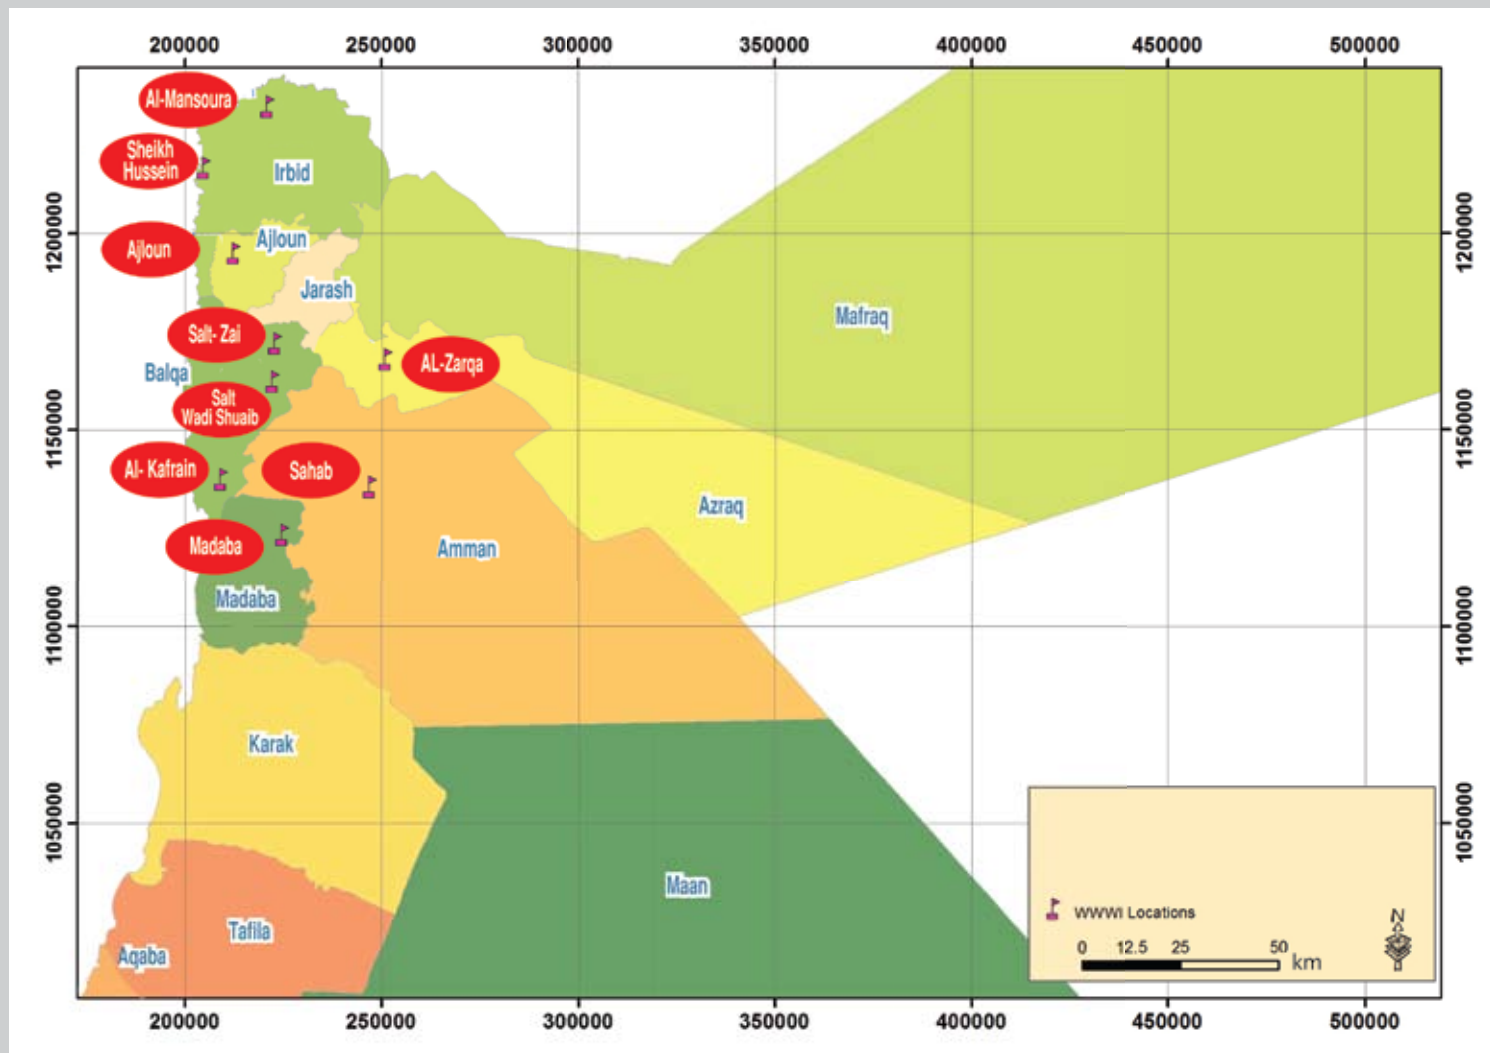 200000 250000 300000 350000 400000 450000 500000
Al-Mansoura
Sheikh
Hussein
Irbid
1200000
1200000
Ajloun
Ajloun
Jarash
Mafraq
Salt- Zai
AL-Zarqa
Balqa
Salt
Wadi Shuaib
1150000
1150000
Al- Kafrain
Sahab
Azraq
Madaba
Amman
Madaba
1100000
1100000
Karak
1050000
1050000
Maan
Tafila
Aqaba
WWWI Locations
N
0 12.5 25 50
km
200000 250000 300000 350000 400000 450000 500000